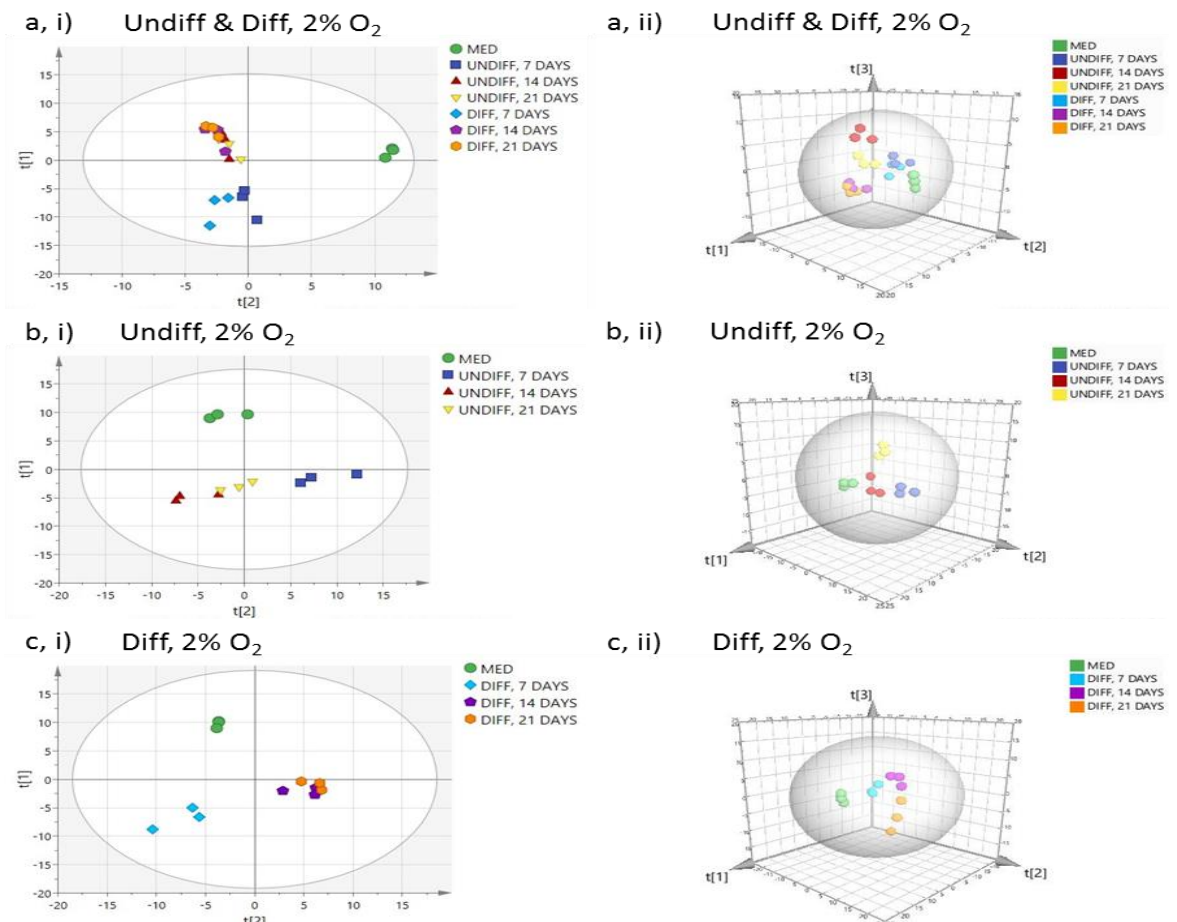 a, i) Undiff & Diff, 2% O₂
MED
UNDIFF, 7 DAYS
UNDIFF, 14 DAYS
UNDIFF, 21 DAYS
DIFF, 7 DAYS
DIFF, 14 DAYS
DIFF, 21 DAYS
15
10
5
0
-5
-10
-15
-20
t[1]
-15 -10 -5 0 5 10
t[2]
a, ii) Undiff & Diff, 2% O₂
MED
UNDIFF, 7 DAYS
UNDIFF, 14 DAYS
UNDIFF, 21 DAYS
DIFF, 7 DAYS
DIFF, 14 DAYS
DIFF, 21 DAYS
t[3]
t[1]
t[2]
b, i) Undiff, 2% O₂
MED
UNDIFF, 7 DAYS
UNDIFF, 14 DAYS
UNDIFF, 21 DAYS
15
10
5
0
-5
-10
-15
-20
t[1]
-20 -15 -10 -5 0 5 10 15
t[2]
b, ii) Undiff, 2% O₂
MED
UNDIFF, 7 DAYS
UNDIFF, 14 DAYS
UNDIFF, 21 DAYS
t[3]
t[1]
t[2]
c, i) Diff, 2% O₂
MED
DIFF, 7 DAYS
DIFF, 14 DAYS
DIFF, 21 DAYS
15
10
5
0
-5
-10
-15
-20
t[1]
-20 -15 -10 -5 0 5 10 15
t[2]
c, ii) Diff, 2% O₂
MED
DIFF, 7 DAYS
DIFF, 14 DAYS
DIFF, 21 DAYS
t[3]
t[1]
t[2]